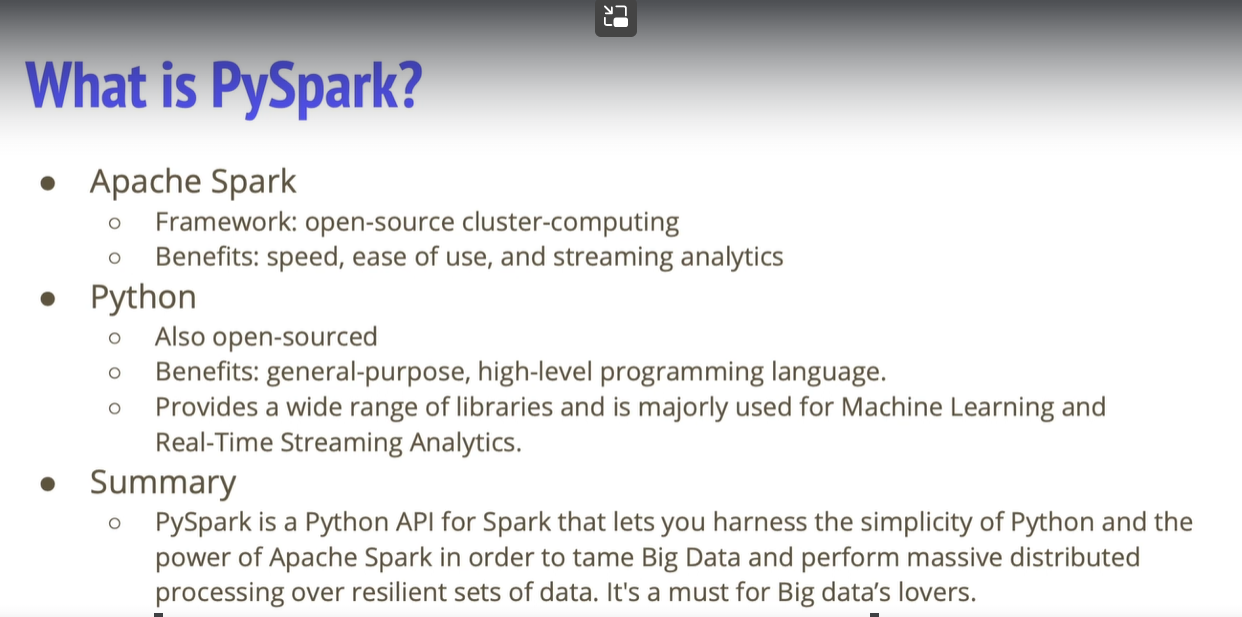 What is PySpark?
● Apache Spark
○ Framework: open-source cluster-computing
○ Benefits: speed, ease of use, and streaming analytics
● Python
○ Also open-sourced
○ Benefits: general-purpose, high-level programming language.
○ Provides a wide range of libraries and is majorly used for Machine Learning and
Real-Time Streaming Analytics.
● Summary
○ PySpark is a Python API for Spark that lets you harness the simplicity of Python and the
power of Apache Spark in order to tame Big Data and perform massive distributed
processing over resilient sets of data. It's a must for Big data’s lovers.